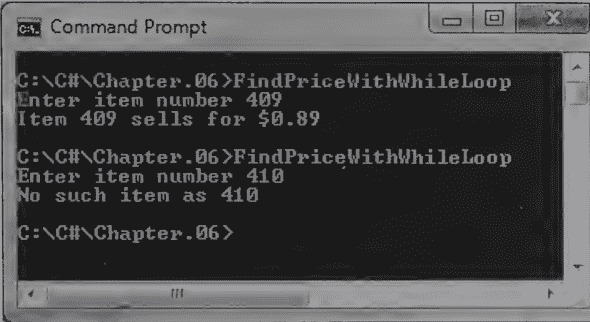 Command Prompt
C:\C#\Chapter.06>FindPriceWithWhileLoop
Enter item number 409
Item 409 sells for $0.89
C:\C#\Chapter.06>FindPriceWithWhileLoop
Enter item number 410
No such item as 410
C:\C#\Chapter.06>